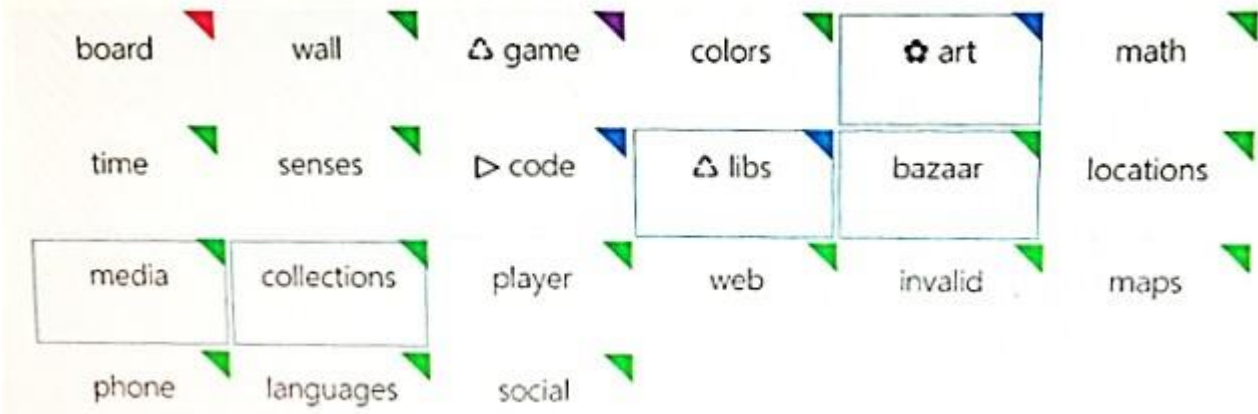 board wall ♺ game colors ✿ art math
time senses ▷ code ♺ libs bazaar locations
media collections player web invalid maps
phone languages social